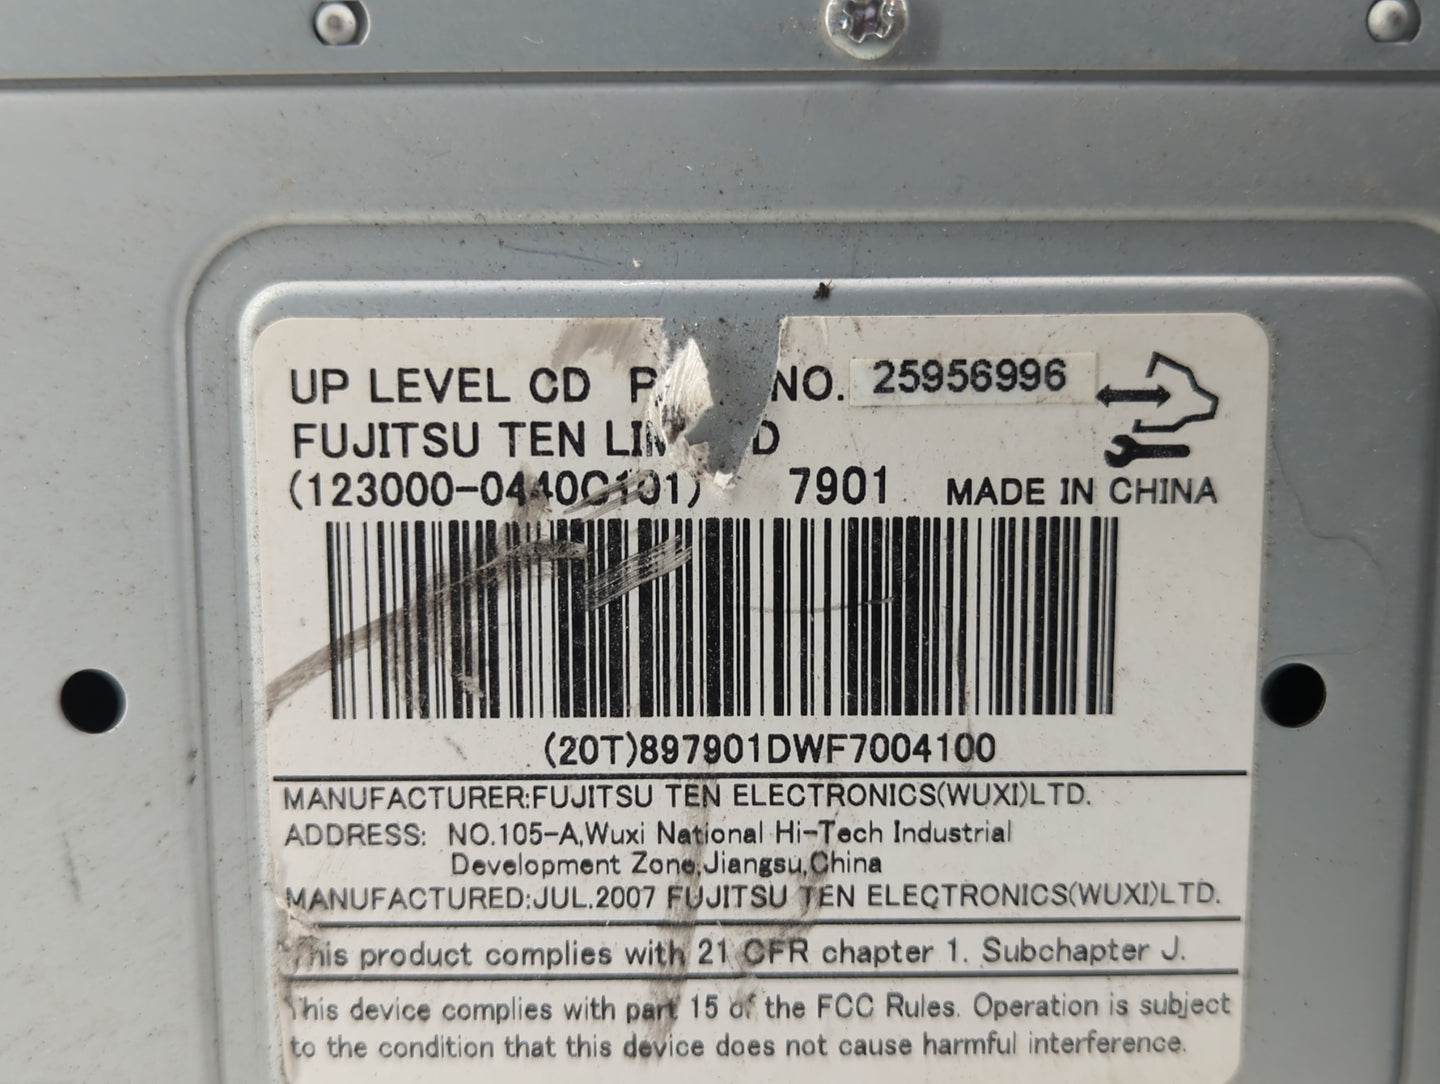 UP LEVEL CD NO. 25956996
FUJITSU TEN
(123000-0440C101) 7901 MADE IN CHINA
(20T)897901DWF7004100
MANUFACTURER:FUJITSU TEN ELECTRONICS(WUXI)LTD.
ADDRESS: NO.105-A,Wuxi National Hi-Tech Industrial
Development Zone,Jiangsu,China
MANUFACTURED:JUL.2007 FUJITSU TEN ELECTRONICS(WUXI)LTD.
This product complies with 21 CFR chapter 1. Subchapter J.
This device complies with part 15 of the FCC Rules. Operation is subject
to the condition that this device does not cause harmful interference.